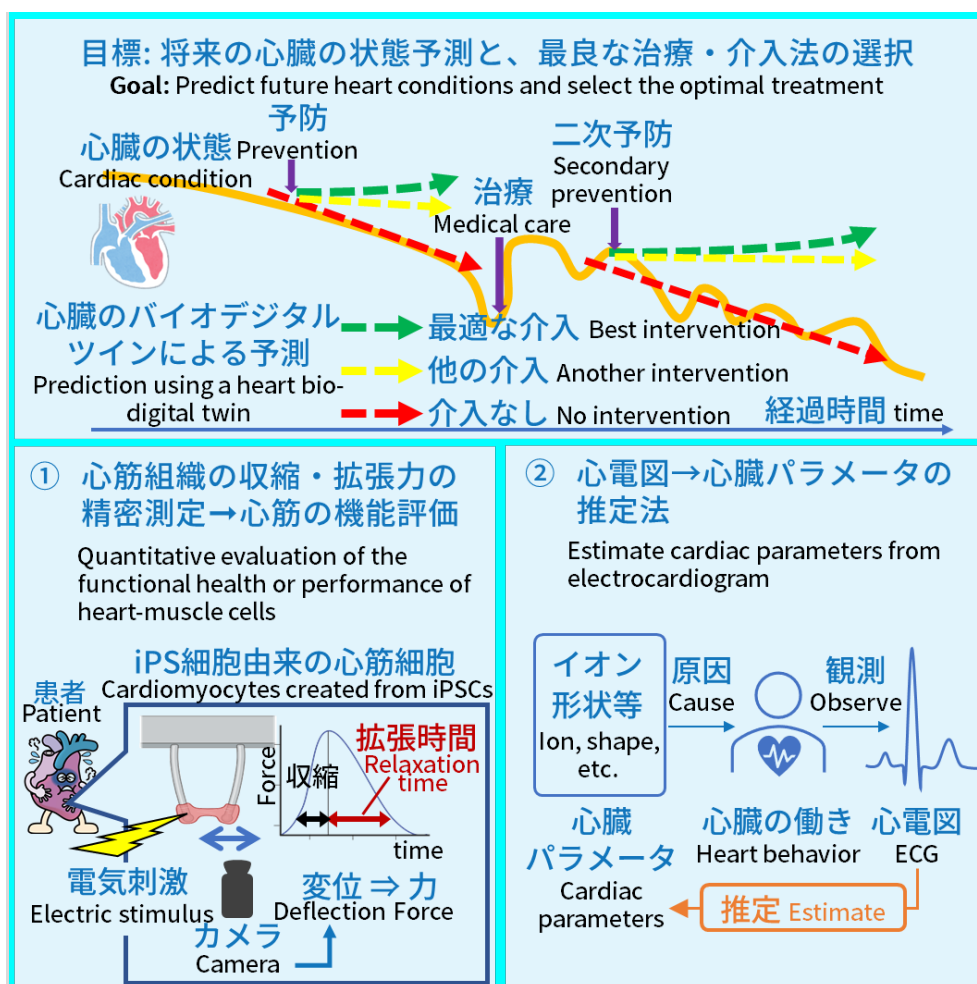 目標: 将来の心臓の状態予測と、最良な治療・介入法の選択
Goal: Predict future heart conditions and select the optimal treatment
予防
Prevention
心臓の状態
Cardiac condition
治療
Medical care
二次予防
Secondary
prevention
心臓のバイオデジタル
ツインによる予測
Prediction using a heart bio-
digital twin
最適な介入 Best intervention
他の介入 Another intervention
介入なし No intervention
経過時間 time
① 心筋組織の収縮・拡張力の
精密測定→心筋の機能評価
Quantitative evaluation of the
functional health or performance of
heart-muscle cells
iPS細胞由来の心筋細胞
Cardiomyocytes created from iPSCs
患者
Patient
Force
収縮
拡張時間
Relaxation
time
time
電気刺激
Electric stimulus
カメラ
Camera
変位 ⇒ 力
Deflection Force
② 心電図→心臓パラメータの
推定法
Estimate cardiac parameters from
electrocardiogram
イオン
形状等
Ion, shape,
etc.
原因
Cause
観測
Observe
心臓
パラメータ
Cardiac
parameters
心臓の働き
Heart behavior
心電図
ECG
推定 Estimate